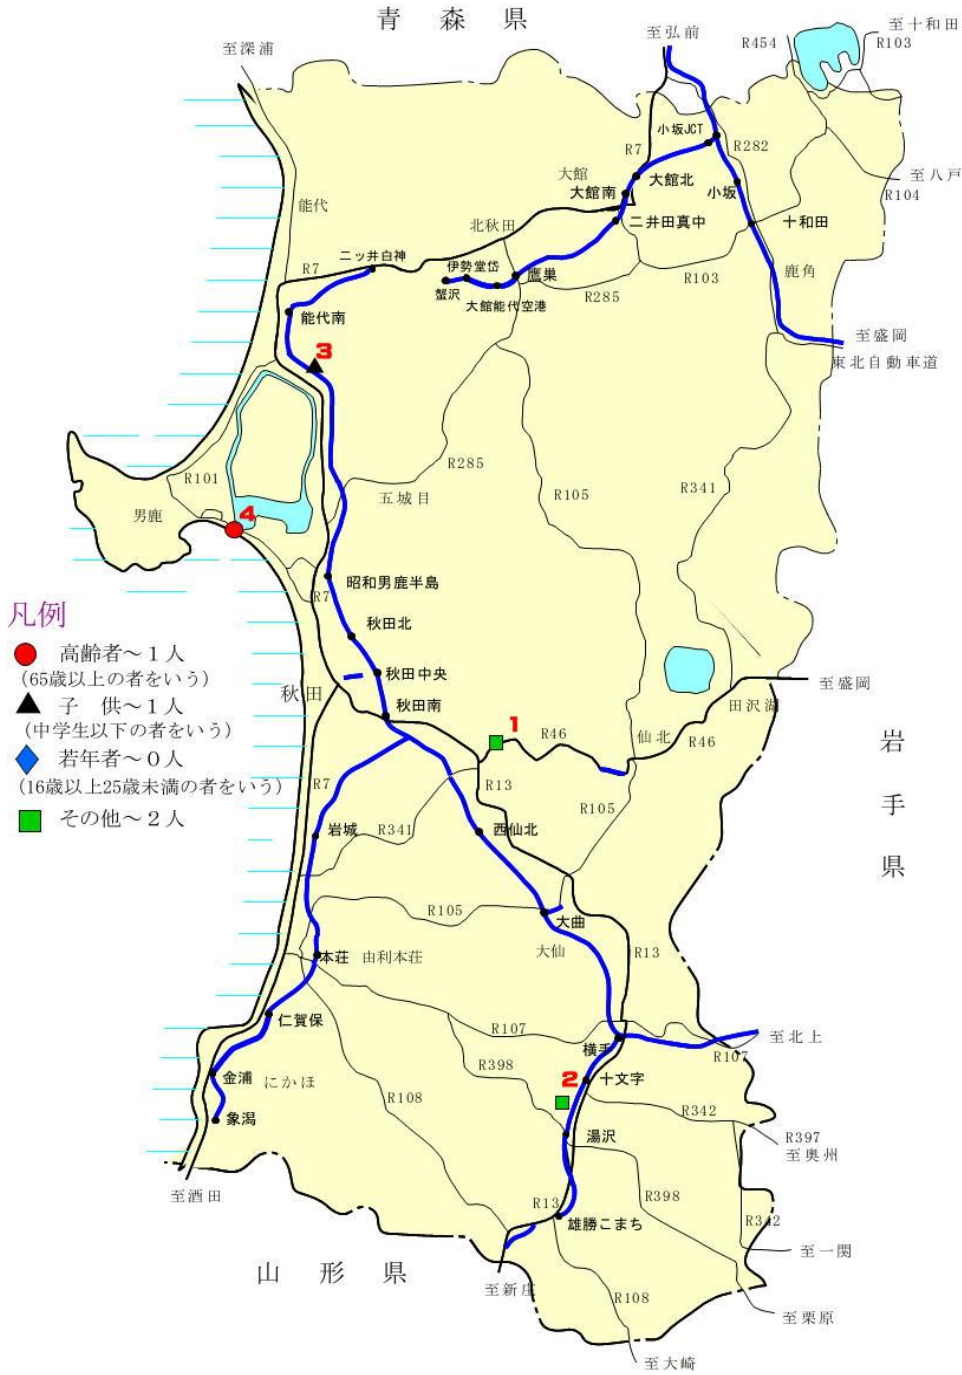 青森県
至弘前
至十和田
R454
R103
至深浦
小坂JCT
R7
R282
大館
大館北
至八戸
R104
能代
大館南
小坂
北秋田
二井田真中
十和田
ニッ井白神
R7
伊勢堂岱
鷹巣
R103
鹿角
蟹沢
大館能代空港
R285
能代南
至盛岡
東北自動車道
3
R285
R101
五城目
R105
R341
男鹿
4
昭和男鹿半島
R7
凡例
秋田北
高齢者～1人
(65歳以上の者をいう)
秋田中央
至盛岡
子 供～1人
(中学生以下の者をいう)
秋田
秋田南
田沢湖
1
R46
仙北
R46
若年者～0人
(16歳以上25歳未満の者をいう)
岩手県
R7
R13
その他～2人
岩城
R341
西仙北
R105
R105
大曲
大仙
本荘
由利本荘
R13
仁賀保
R107
横手
至北上
R107
金浦
にかほ
R398
2
十文字
R108
象潟
R342
R397
至奥州
湯沢
至酒田
R13
R398
雄勝こまち
R342
至一関
山形県
至新庄
R108
至栗原
至大崎